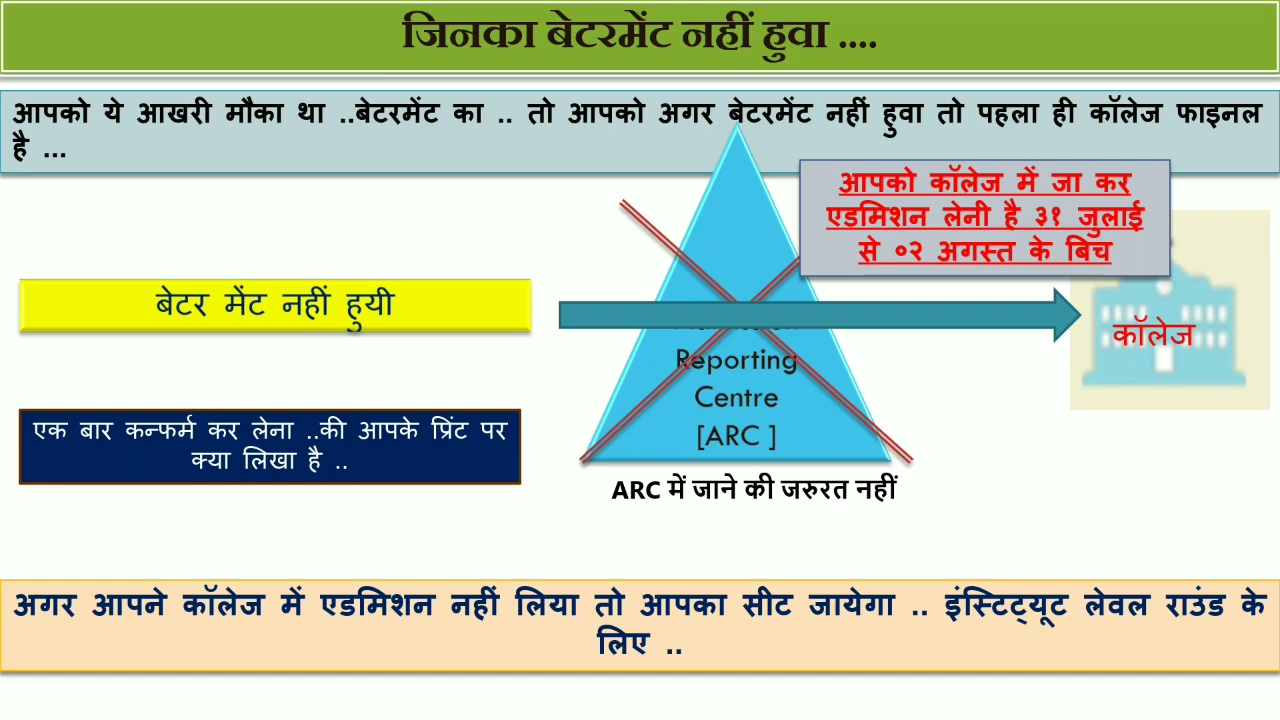 जिनका बेटरमेंट नहीं हुवा ....
आपको ये आखरी मौका था ..बेटरमेंट का .. तो आपको अगर बेटरमेंट नहीं हुवा तो पहला ही कॉलेज फाइनल
है ...
आपको कॉलेज में जा कर
एडमिशन लेनी है ३१ जुलाई
से ०२ अगस्त के बिच
बेटर मेंट नहीं हुयी
कॉलेज
Reporting
Centre
[ARC ]
एक बार कन्फर्म कर लेना ..की आपके प्रिंट पर
क्या लिखा है ..
ARC में जाने की जरुरत नहीं
अगर आपने कॉलेज में एडमिशन नहीं लिया तो आपका सीट जायेगा .. इंस्टिट्यूट लेवल राउंड के
लिए ..